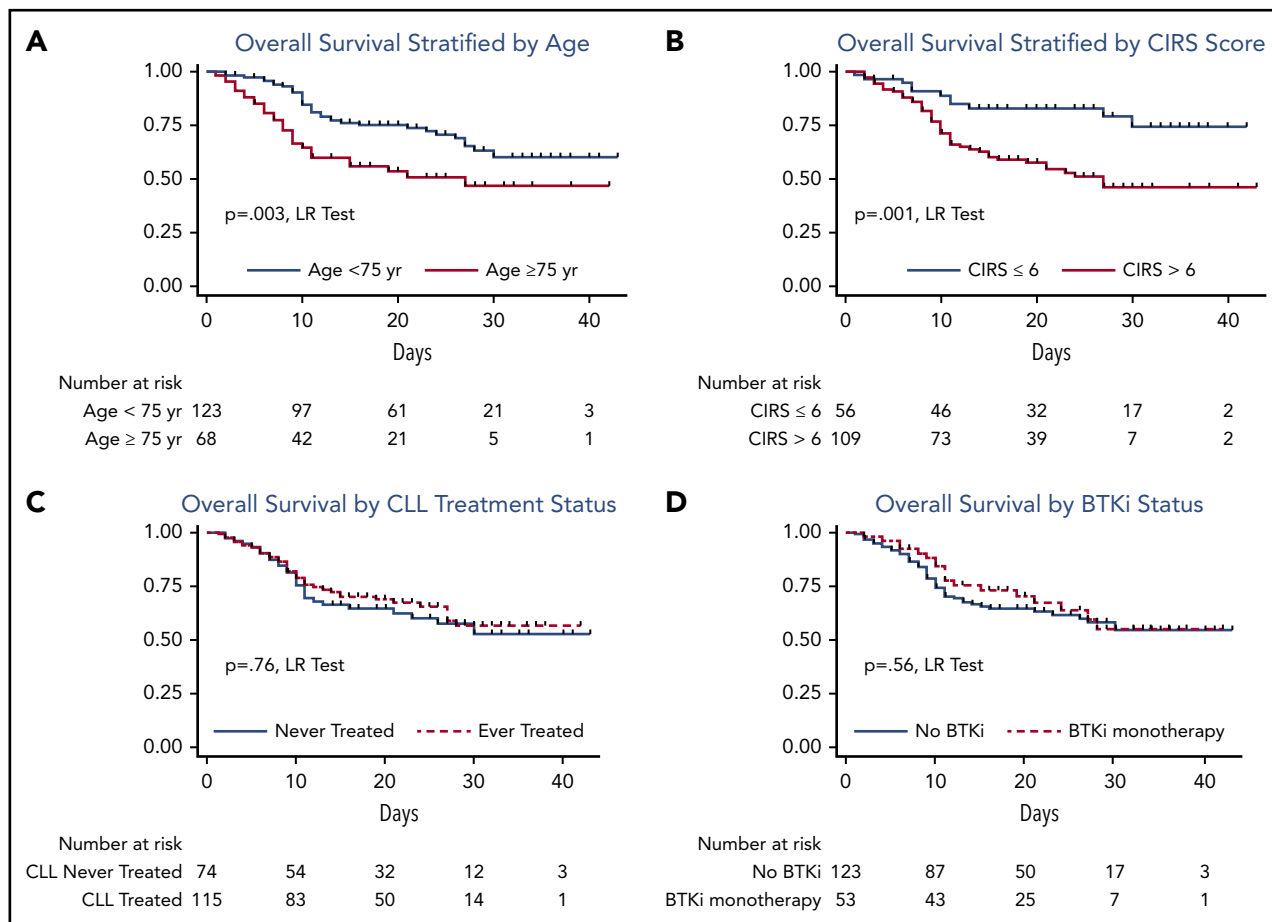 A
Overall Survival Stratified by Age
1.00
0.75
0.50
0.25
0.00
p=.003, LR Test
Age <75 yr Age ≥75 yr
0 10 20 30 40
Days
Number at risk
Age < 75 yr 123 97 61 21 3
Age ≥ 75 yr 68 42 21 5 1
B
Overall Survival Stratified by CIRS Score
1.00
0.75
0.50
0.25
0.00
p=.001, LR Test
CIRS ≤ 6 CIRS > 6
0 10 20 30 40
Days
Number at risk
CIRS ≤ 6 56 46 32 17 2
CIRS > 6 109 73 39 7 2
C
Overall Survival by CLL Treatment Status
1.00
0.75
0.50
0.25
0.00
p=.76, LR Test
Never Treated Ever Treated
0 10 20 30 40
Days
Number at risk
CLL Never Treated 74 54 32 12 3
CLL Treated 115 83 50 14 1
D
Overall Survival by BTKi Status
1.00
0.75
0.50
0.25
0.00
p=.56, LR Test
No BTKi BTKi monotherapy
0 10 20 30 40
Days
Number at risk
No BTKi 123 87 50 17 3
BTKi monotherapy 53 43 25 7 1